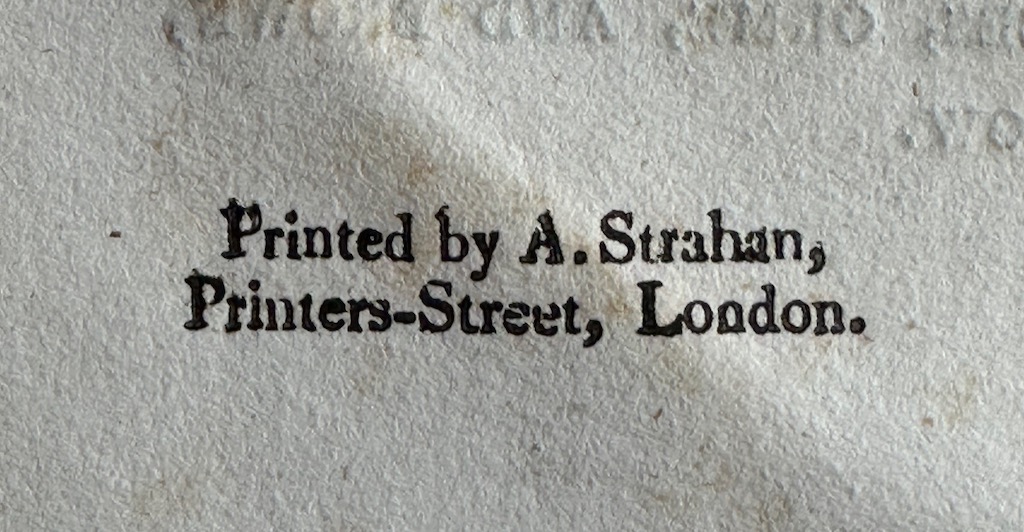 Printed by A. Strahan,
Printers-Street, London.